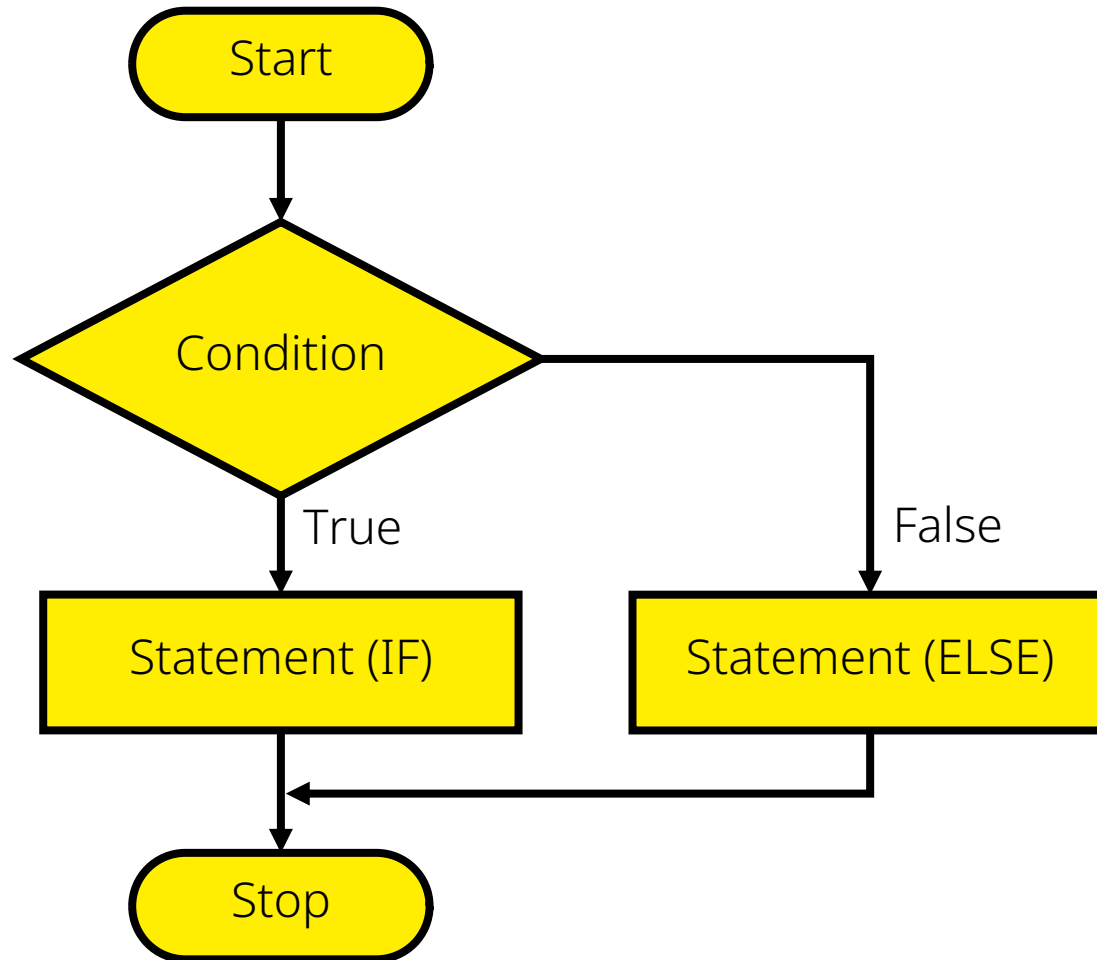 Start
Condition
True
False
Statement (IF)
Statement (ELSE)
Stop